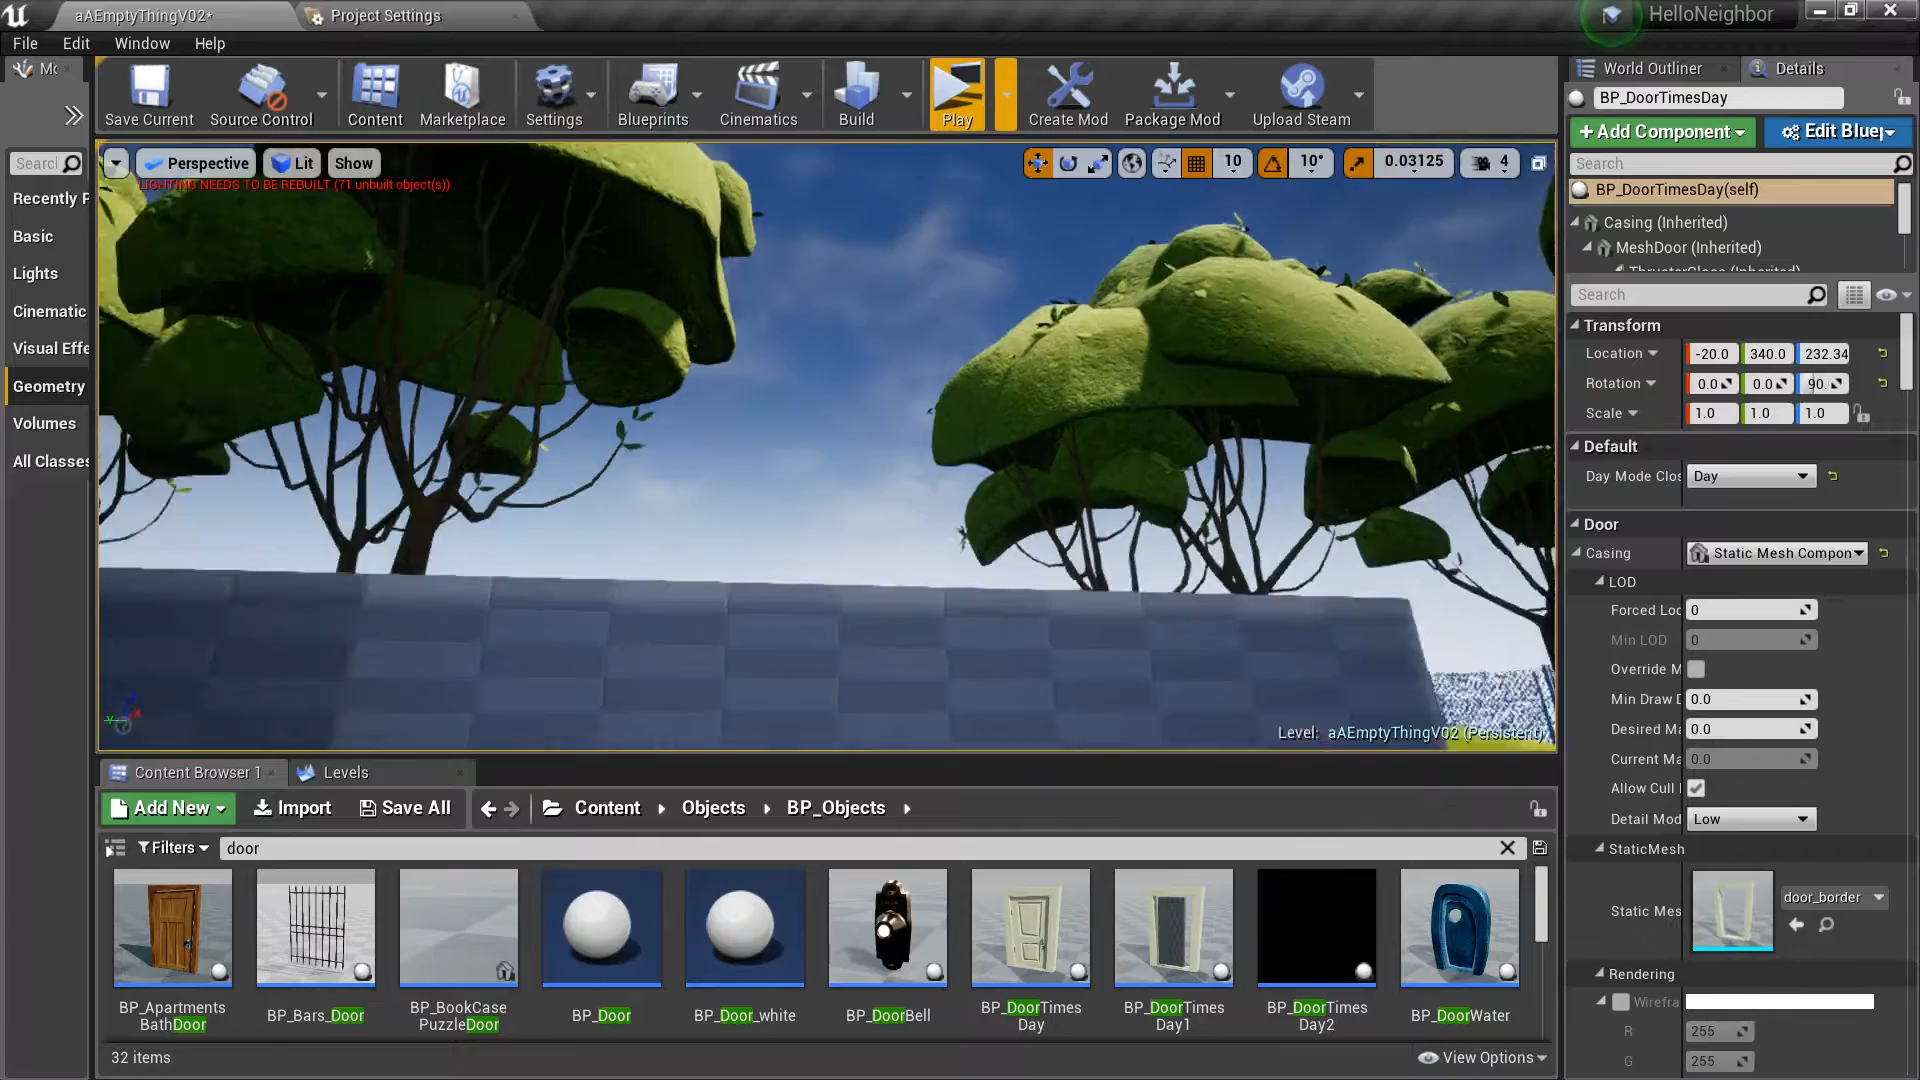 aAEmptyThingV02*
Project Settings
HelloNeighbor
File Edit Window Help
Save Current
Source Control
Content
Marketplace
Settings
Blueprints
Cinematics
Build
Play
Create Mod
Package Mod
Upload Steam
Recently P
Basic
Lights
Cinematic
Visual Effe
Geometry
Volumes
All Classes
Perspective
Lit
Show
10
10°
0.03125
4
LIGHTING NEEDS TO BE REBUILT (71 unbuilt object(s))
Level: aAEmptyThingV02 (Persistent)
World Outliner
Details
BP_DoorTimesDay
+Add Component
Edit Bluep
Search
BP_DoorTimesDay(self)
Casing (Inherited)
MeshDoor (Inherited)
Search
Transform
Location -20.0 340.0 232.34
Rotation 0.0 0.0 90.
Scale 1.0 1.0 1.0
Default
Day Mode Clos Day
Door
Casing Static Mesh Compon
LOD
Forced Loc 0
Min LOD 0
Override M
Min Draw D 0.0
Desired Ma 0.0
Current Ma 0.0
Allow Cull
Detail Mod Low
StaticMesh
Static Mes door_border
Rendering
Wirefra
R 255
G 255
Content Browser 1
Levels
Add New
Import
Save All
Content
Objects
BP_Objects
Filters
door
BP_Apartments
BathDoor
BP_Bars_Door
BP_BookCase
PuzzleDoor
BP_Door
BP_Door_white
BP_DoorBell
BP_DoorTimes
Day
BP_DoorTimes
Day1
BP_DoorTimes
Day2
BP_DoorWater
32 items
View Options